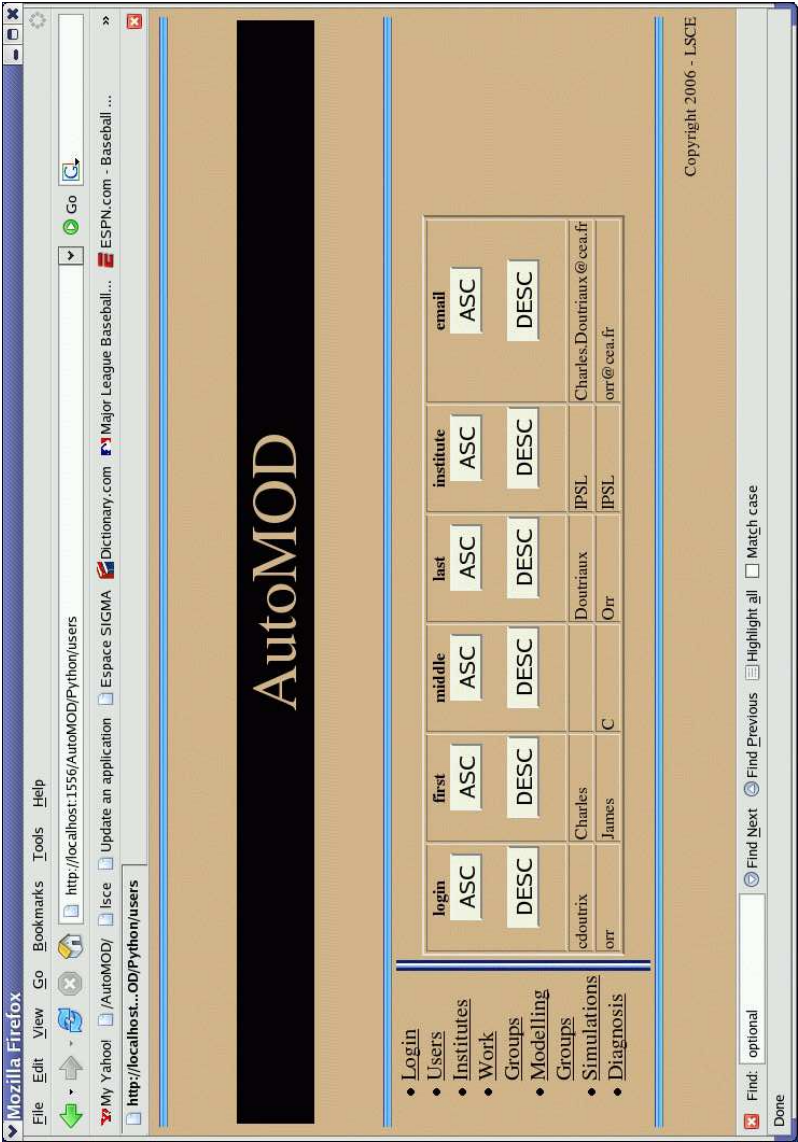 Mozilla Firefox
File Edit View Go Bookmarks Tools Help
http://localhost:1556/AutoMOD/Python/users Go G
My Yahoo! /AutoMOD/ lsce Update an application Espace SIGMA Dictionary.com Major League Baseball... ESPN.com - Baseball ... »
http://localhost...OD/Python/users
AutoMOD
• Login
• Users
• Institutes
• Work
Groups
• Modelling
Groups
• Simulations
• Diagnosis
login first middle last institute email
ASC ASC ASC ASC ASC ASC
DESC DESC DESC DESC DESC DESC
cdoutrix Charles Doutriaux IPSL Charles.Doutriaux@cea.fr
orr James C Orr IPSL orr@cea.fr
Copyright 2006 - LSCE
Find: optional Find Next Find Previous Highlight all Match case
Done